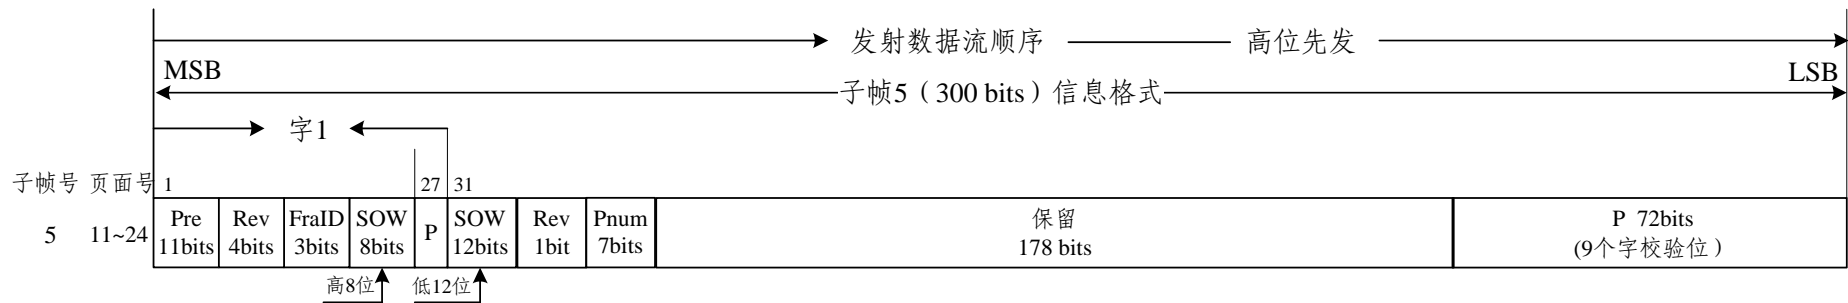 发射数据流顺序 高位先发
MSB LSB
子帧5（300 bits）信息格式
字1
子帧号 页面号 1 27 31
5 11~24 Pre 11bits Rev 4bits FraID 3bits SOW 8bits P SOW 12bits Rev 1bit Pnum 7bits 保留 178 bits P 72bits (9个字校验位)
高8位 低12位